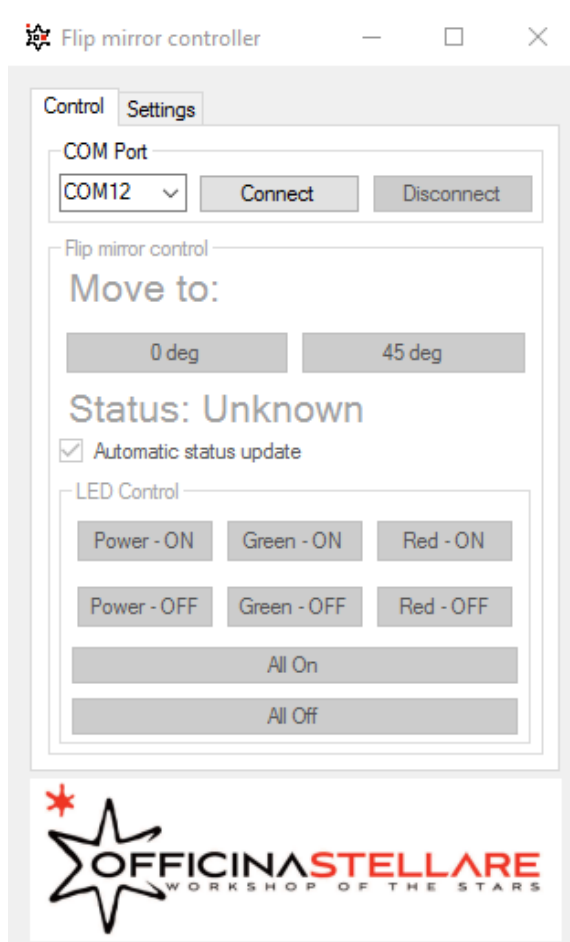 Flip mirror controller
Control Settings
COM Port
COM12 Connect Disconnect
Flip mirror control
Move to:
0 deg 45 deg
Status: Unknown
Automatic status update
LED Control
Power - ON Green - ON Red - ON
Power - OFF Green - OFF Red - OFF
All On
All Off
OFFICINASTELLARE
WORKSHOP OF THE STARS